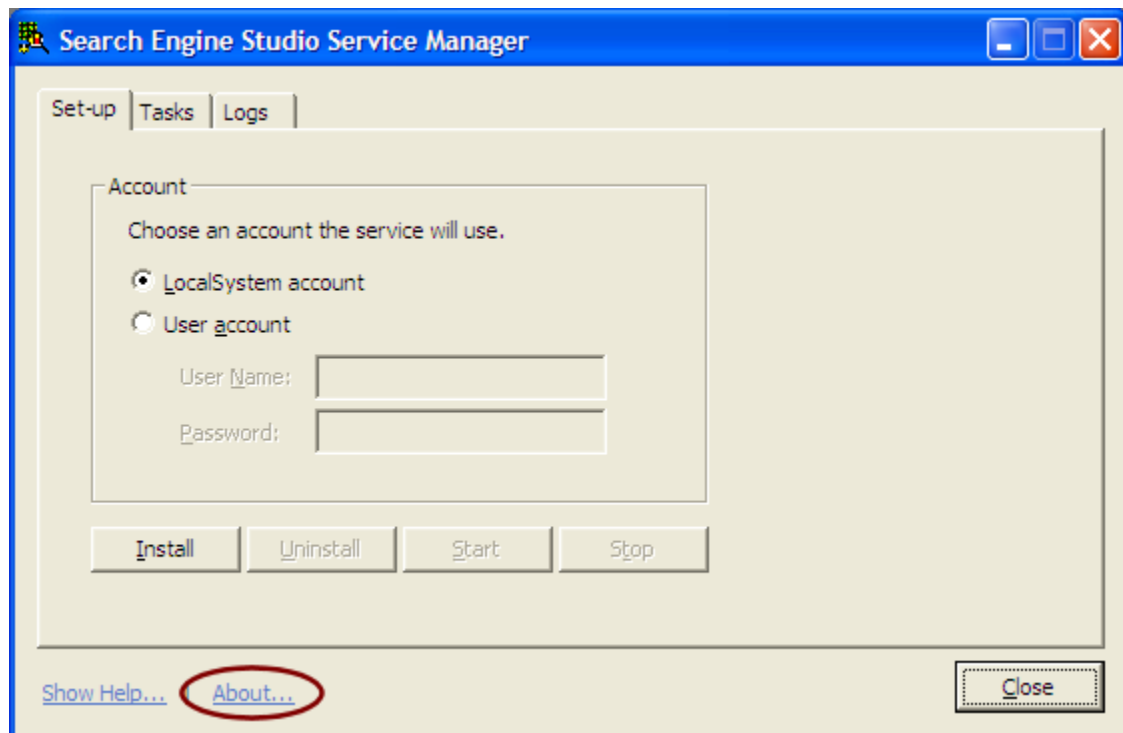 Search Engine Studio Service Manager
Set-up Tasks Logs
Account
Choose an account the service will use.
LocalSystem account
User account
User Name:
Password:
Install Uninstall Start Stop
Show Help... About... Close